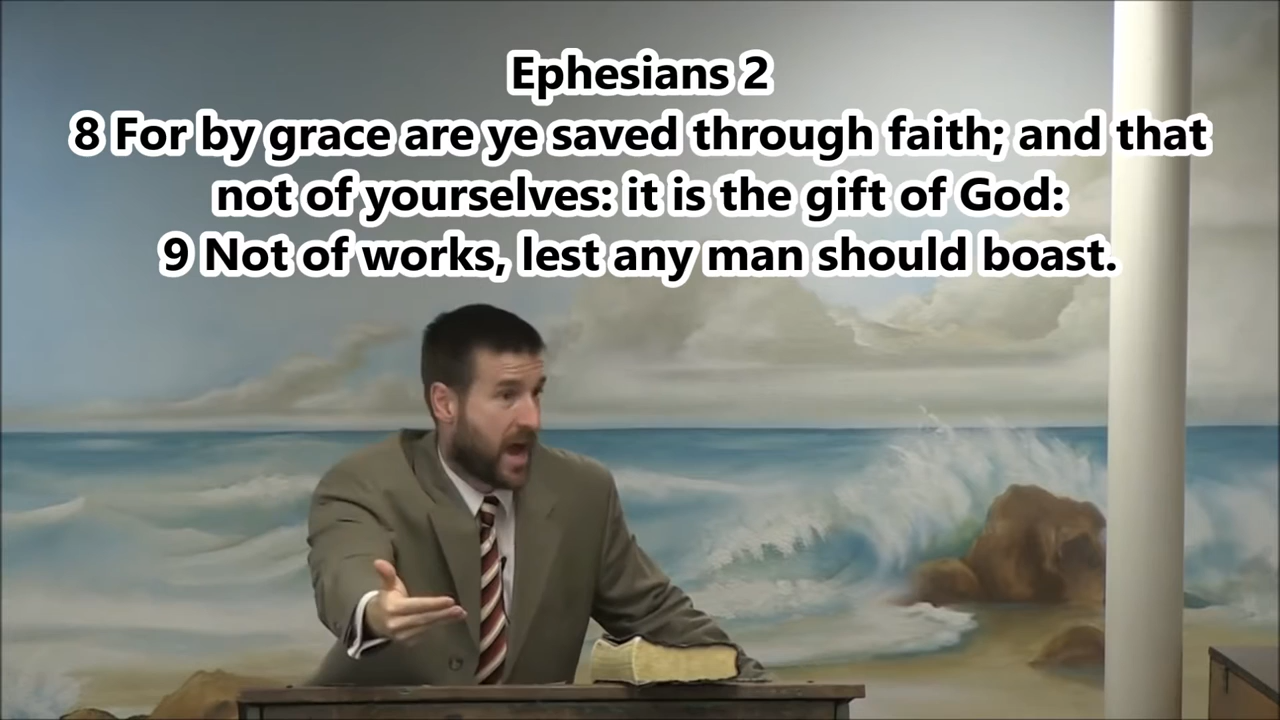 Ephesians 2
8 For by grace are ye saved through faith; and that
not of yourselves: it is the gift of God:
9 Not of works, lest any man should boast.